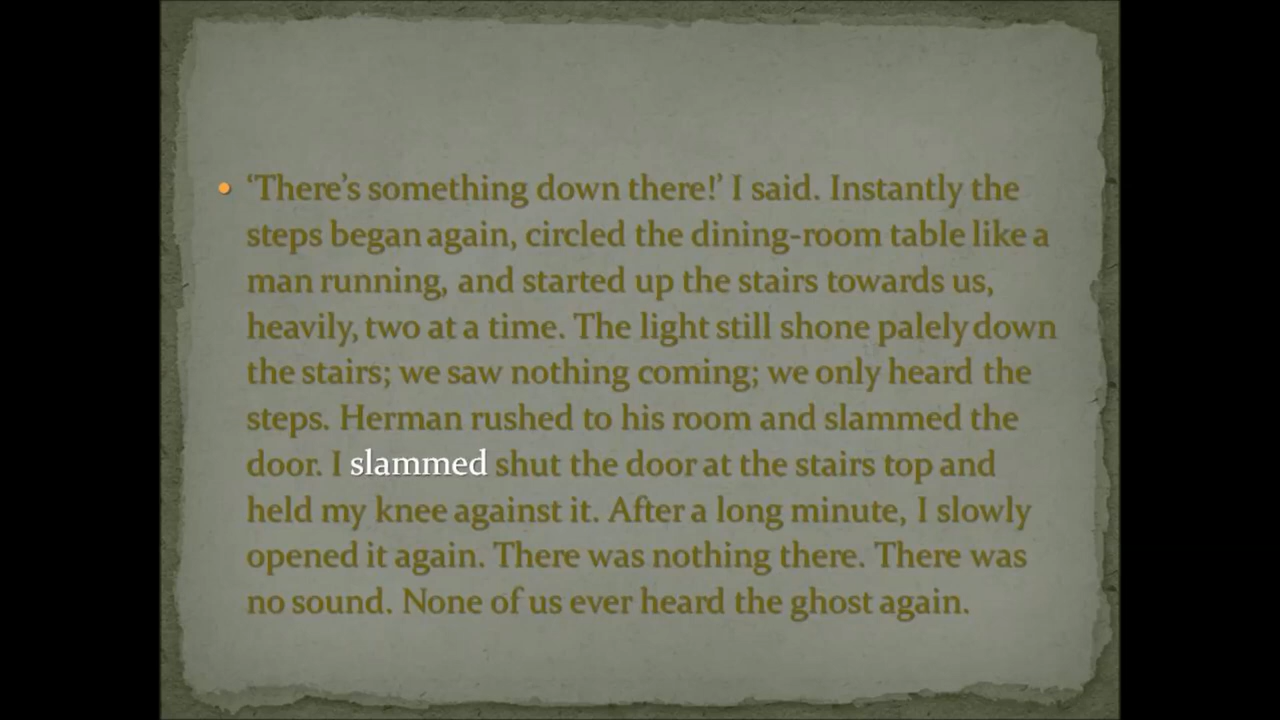 • ‘There’s something down there!’ I said. Instantly the
steps began again, circled the dining-room table like a
man running, and started up the stairs towards us,
heavily, two at a time. The light still shone palely down
the stairs; we saw nothing coming; we only heard the
steps. Herman rushed to his room and slammed the
door. I slammed shut the door at the stairs top and
held my knee against it. After a long minute, I slowly
opened it again. There was nothing there. There was
no sound. None of us ever heard the ghost again.